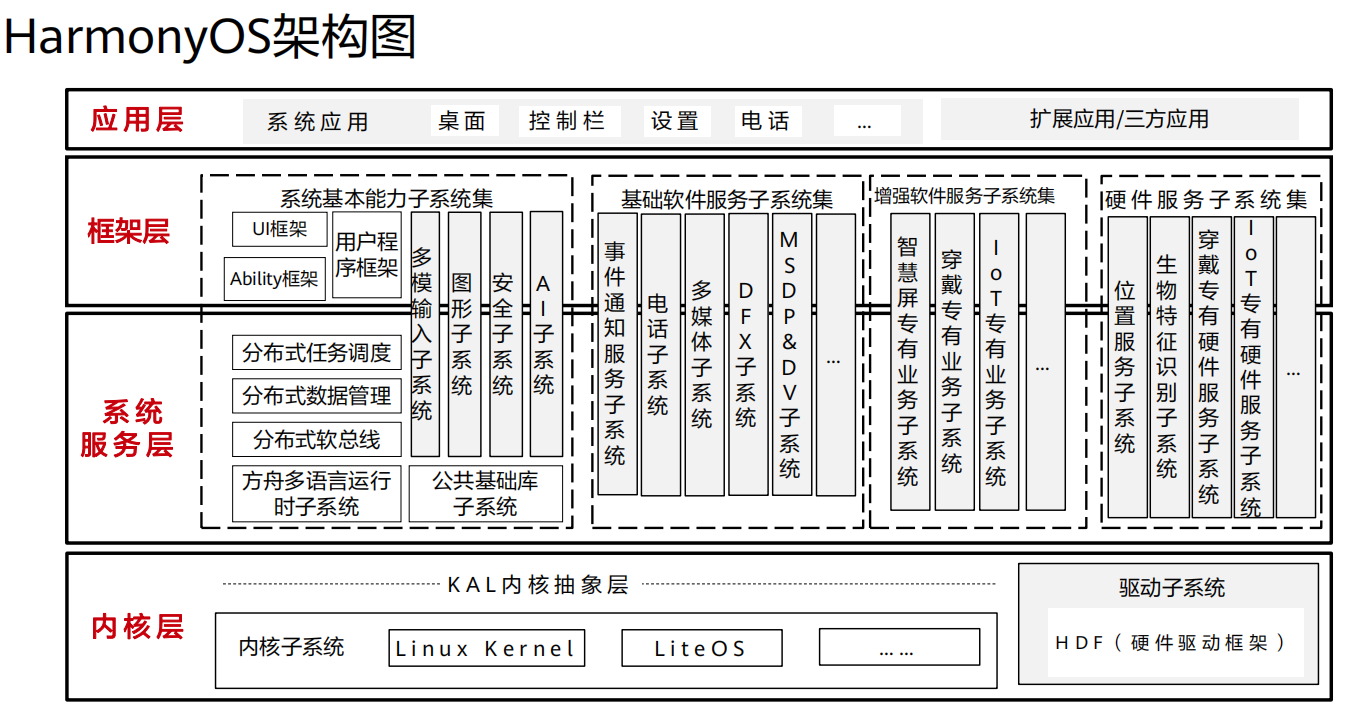 HarmonyOS架构图
应用层
系统应用
桌面
控制栏
设置
电话
...
扩展应用/三方应用
框架层
系统基本能力子系统集
UI框架
Ability框架
用户程
序框架
多模输入子系统
图形子系统
安全子系统
AI子系统
基础软件服务子系统集
事件通知服务子系统
电话子系统
多媒体子系统
DFX子系统
MSDP&DV子系统
...
增强软件服务子系统集
智慧屏专有业务子系统
穿戴专有业务子系统
IoT专有业务子系统
...
硬件服务子系统集
位置服务子系统
生物特征识别子系统
穿戴专有硬件服务子系统
IoT专有硬件服务子系统
...
系统
服务层
分布式任务调度
分布式数据管理
分布式软总线
方舟多语言运行
时子系统
公共基础库
子系统
内核层
KAL内核抽象层
内核子系统
Linux Kernel
LiteOS
... ...
驱动子系统
HDF(硬件驱动框架)